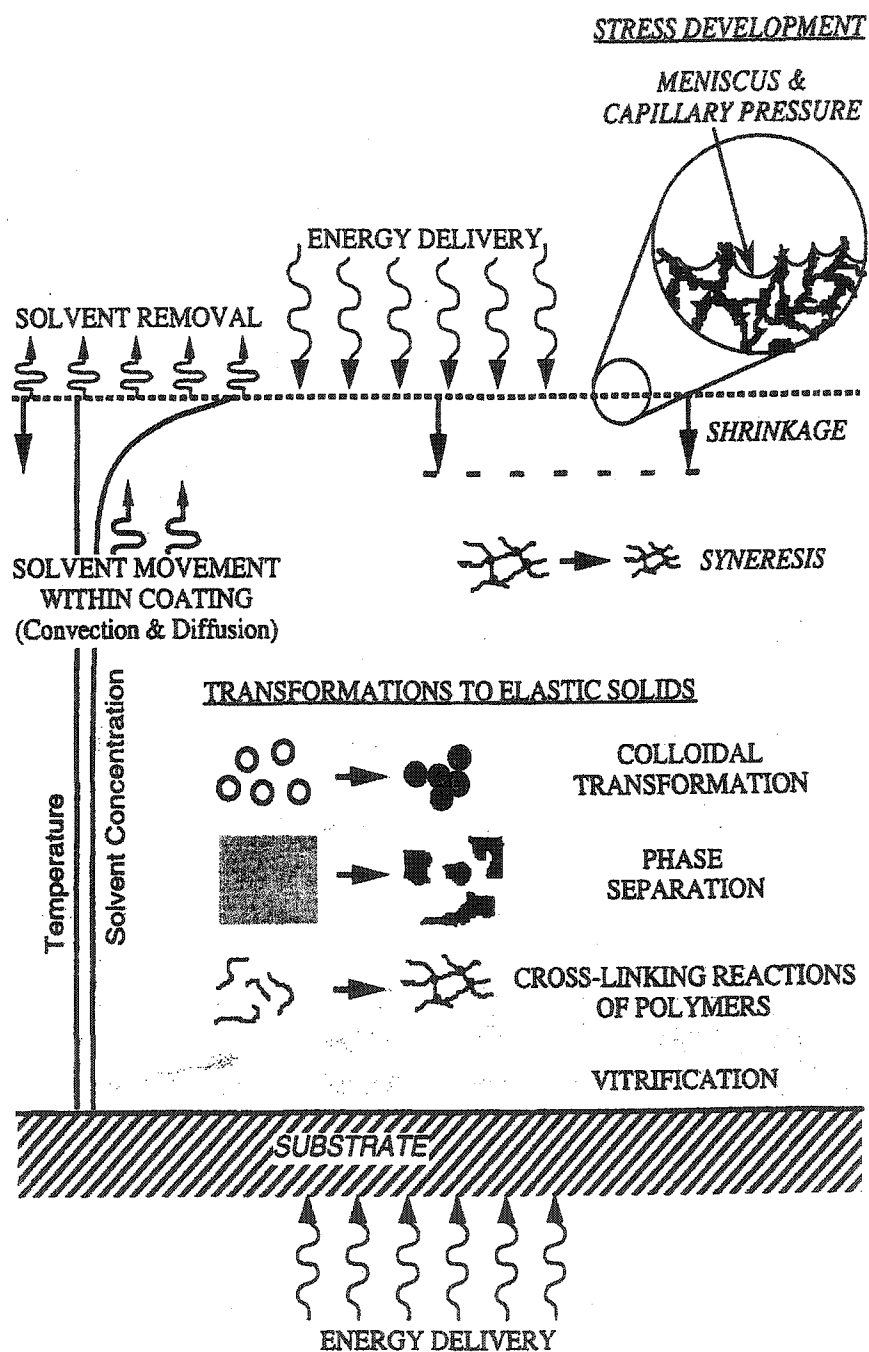 STRESS DEVELOPMENT
MENISCUS &
CAPILLARY PRESSURE
ENERGY DELIVERY
SOLVENT REMOVAL
SHRINKAGE
SOLVENT MOVEMENT
WITHIN COATING
(Convection & Diffusion)
SYNERESIS
Temperature
Solvent Concentration
TRANSFORMATIONS TO ELASTIC SOLIDS
COLLOIDAL
TRANSFORMATION
PHASE
SEPARATION
CROSS-LINKING REACTIONS
OF POLYMERS
VITRIFICATION
SUBSTRATE
ENERGY DELIVERY